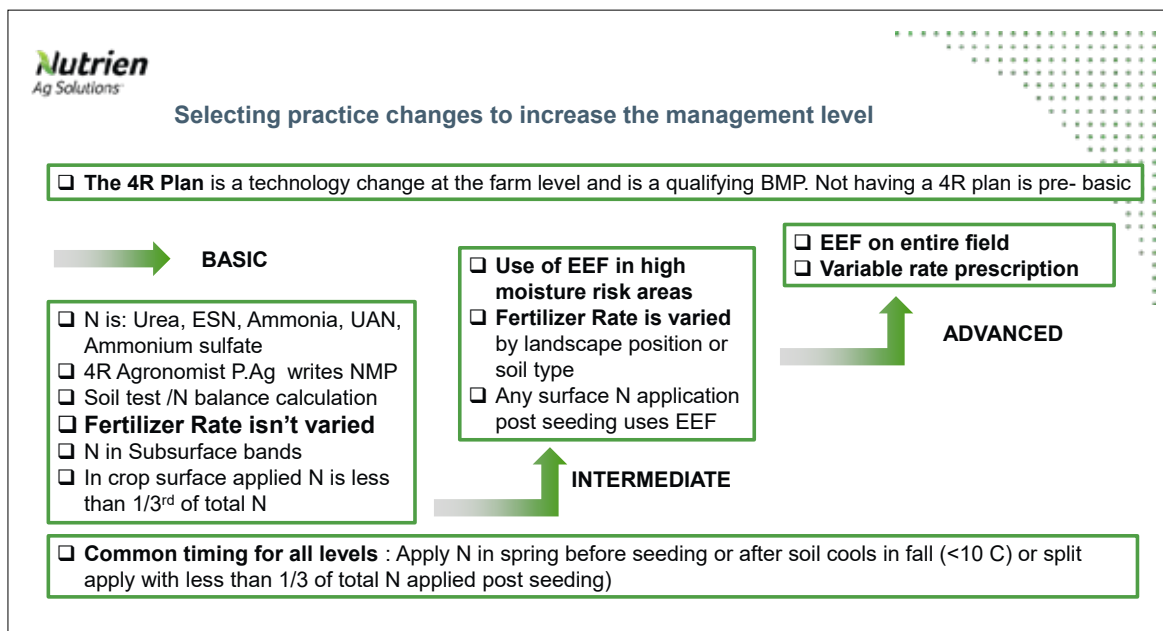 Nutrien
Ag Solutions™
Selecting practice changes to increase the management level
❑ The 4R Plan is a technology change at the farm level and is a qualifying BMP. Not having a 4R plan is pre- basic
BASIC
❑ N is: Urea, ESN, Ammonia, UAN,
Ammonium sulfate
❑ 4R Agronomist P.Ag writes NMP
❑ Soil test /N balance calculation
❑ Fertilizer Rate isn’t varied
❑ N in Subsurface bands
❑ In crop surface applied N is less
than 1/3rd of total N
❑ Use of EEF in high
moisture risk areas
❑ Fertilizer Rate is varied
by landscape position or
soil type
❑ Any surface N application
post seeding uses EEF
INTERMEDIATE
❑ EEF on entire field
❑ Variable rate prescription
ADVANCED
❑ Common timing for all levels : Apply N in spring before seeding or after soil cools in fall (<10 C) or split
apply with less than 1/3 of total N applied post seeding)